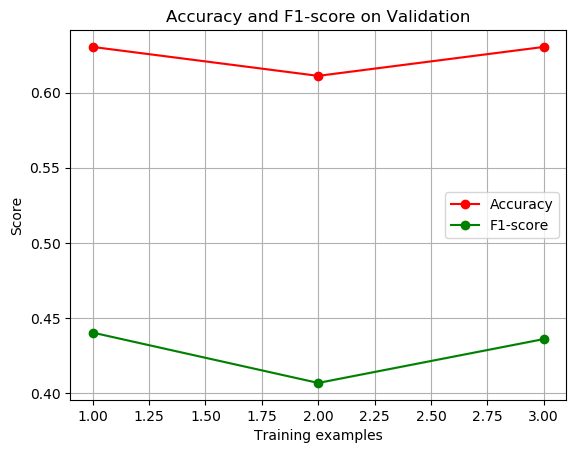 Accuracy and F1-score on Validation
Score
0.60
0.55
0.50
0.45
0.40
Accuracy
F1-score
1.00 1.25 1.50 1.75 2.00 2.25 2.50 2.75 3.00
Training examples